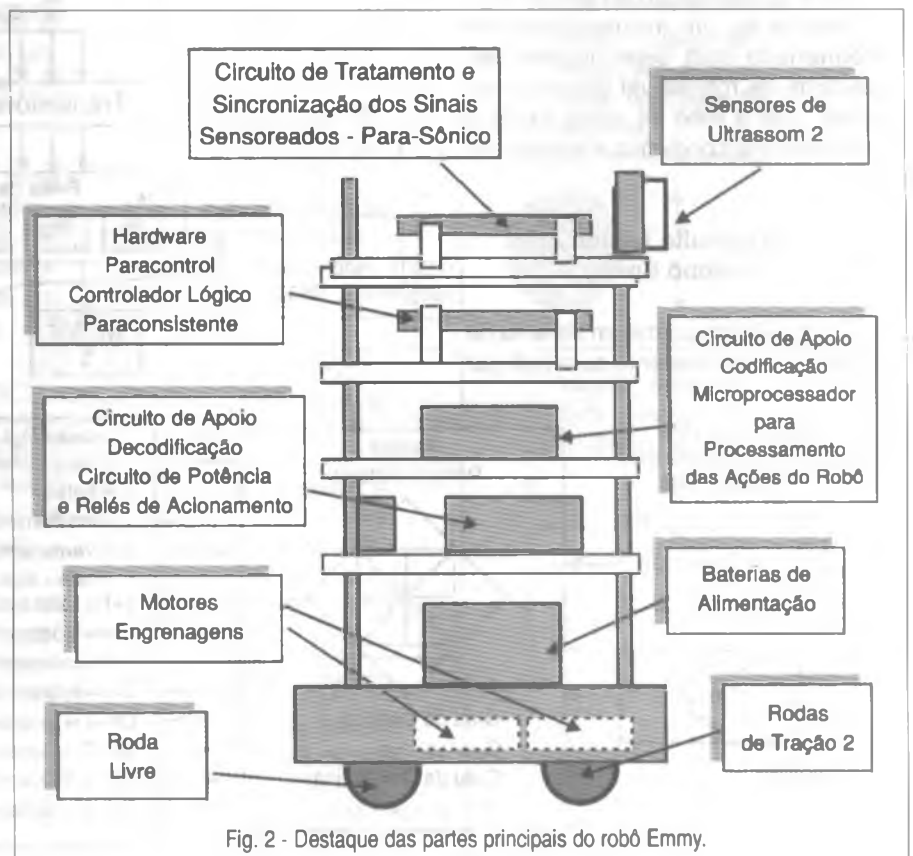 Circuito de Tratamento e
Sincronização dos Sinais
Sensoreados - Para-Sônico
Sensores de
Ultrassom 2
Hardware
Paracontrol
Controlador Lógico
Paraconsistente
Circuito de Apoio
Codificação
Microprocessador
para
Processamento
das Ações do Robô
Circuito de Apoio
Decodificação
Circuito de Potência
e Relés de Acionamento
Baterias de
Alimentação
Motores
Engrenagens
Rodas
de Tração 2
Roda
Livre
Fig. 2 - Destaque das partes principais do robô Emmy.